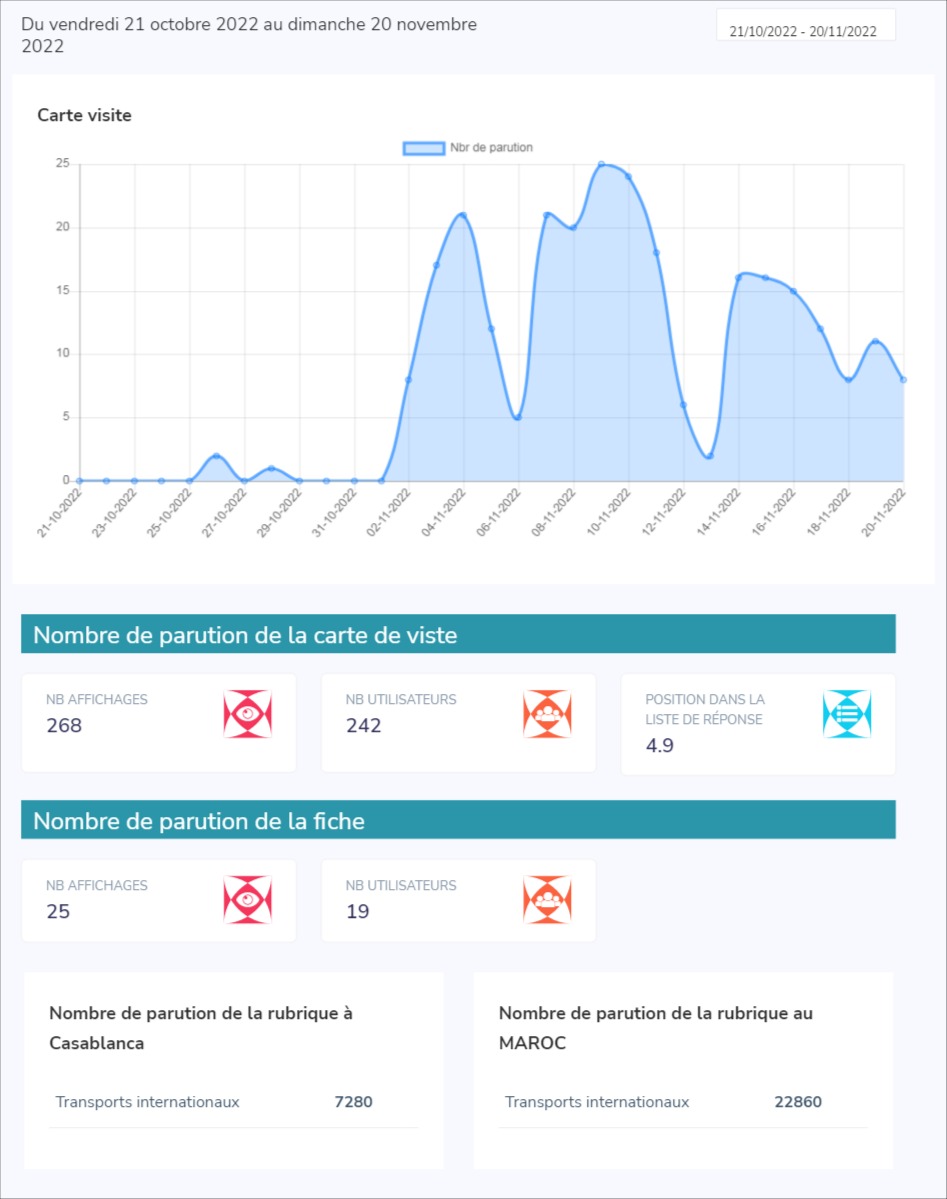 Du vendredi 21 octobre 2022 au dimanche 20 novembre
2022
21/10/2022 - 20/11/2022
Carte visite
Nbr de parution
25
20
15
10
5
0
21-10-2022
23-10-2022
25-10-2022
27-10-2022
29-10-2022
31-10-2022
02-11-2022
04-11-2022
06-11-2022
08-11-2022
10-11-2022
12-11-2022
14-11-2022
16-11-2022
18-11-2022
20-11-2022
Nombre de parution de la carte de viste
NB AFFICHAGES
268
NB UTILISATEURS
242
POSITION DANS LA
LISTE DE RÉPONSE
4.9
Nombre de parution de la fiche
NB AFFICHAGES
25
NB UTILISATEURS
19
Nombre de parution de la rubrique à
Casablanca
Transports internationaux 7280
Nombre de parution de la rubrique au
MAROC
Transports internationaux 22860